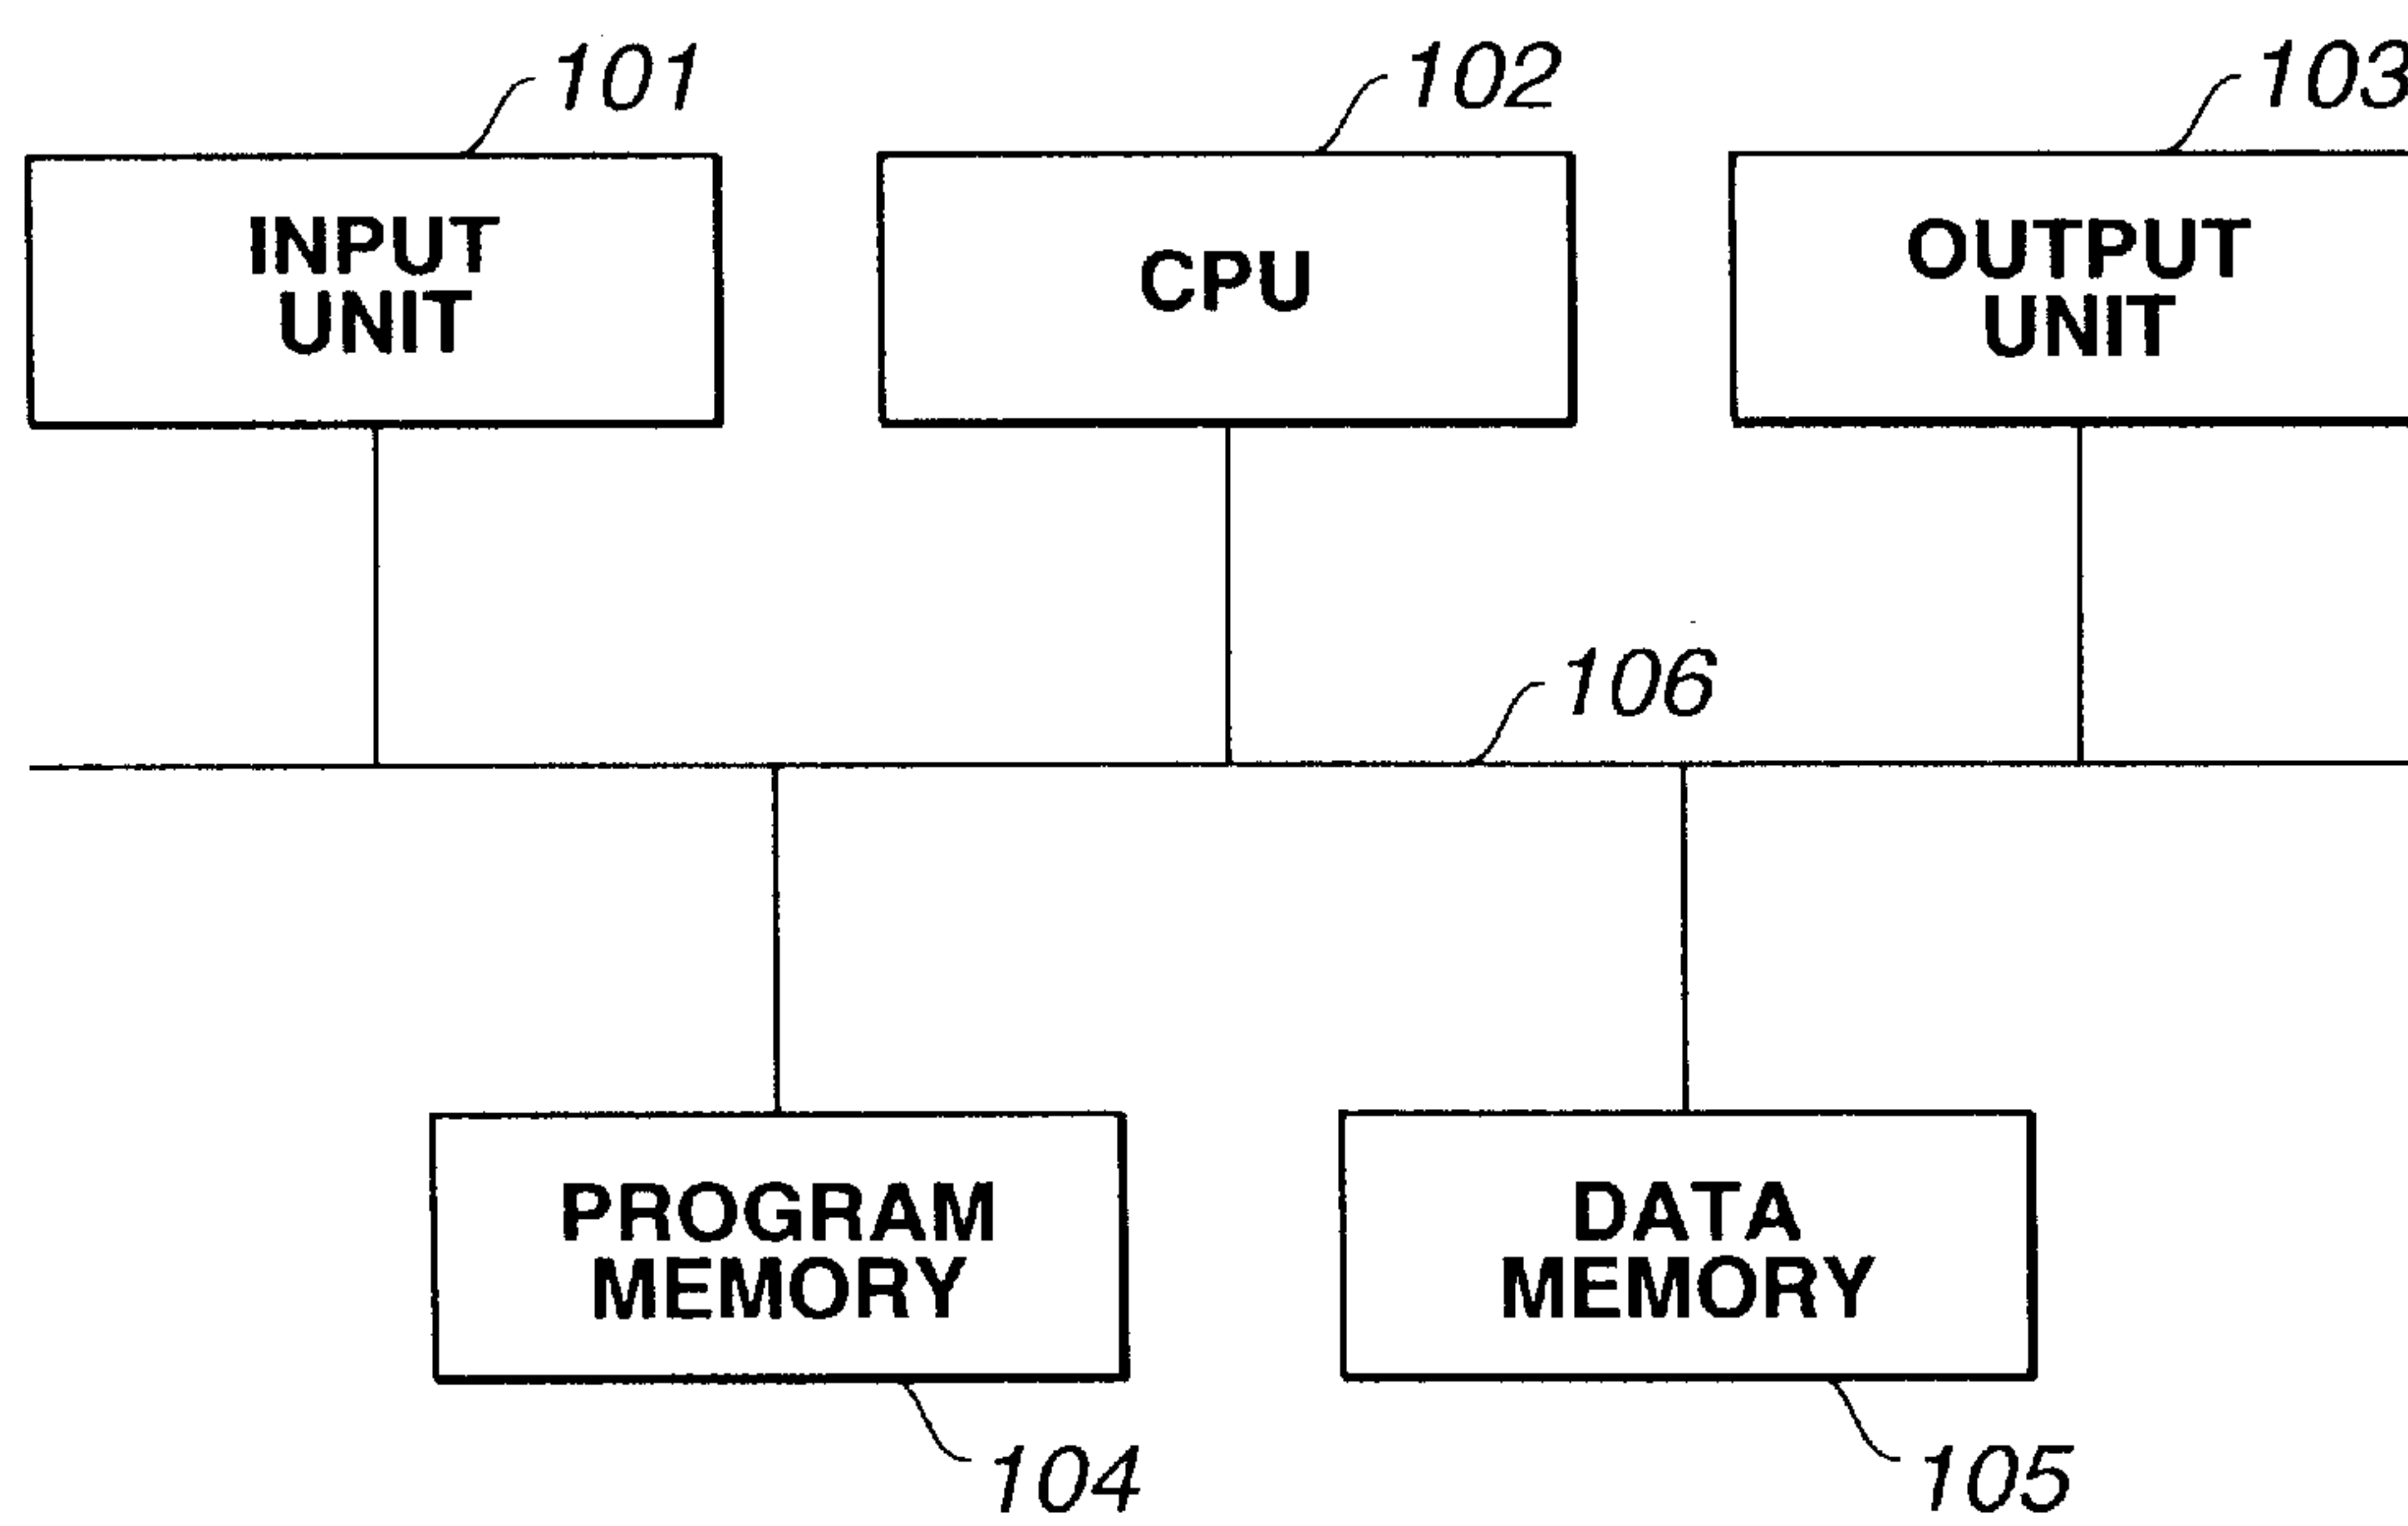 101
102
103
INPUT
UNIT
CPU
OUTPUT
UNIT
106
PROGRAM
MEMORY
DATA
MEMORY
104
105